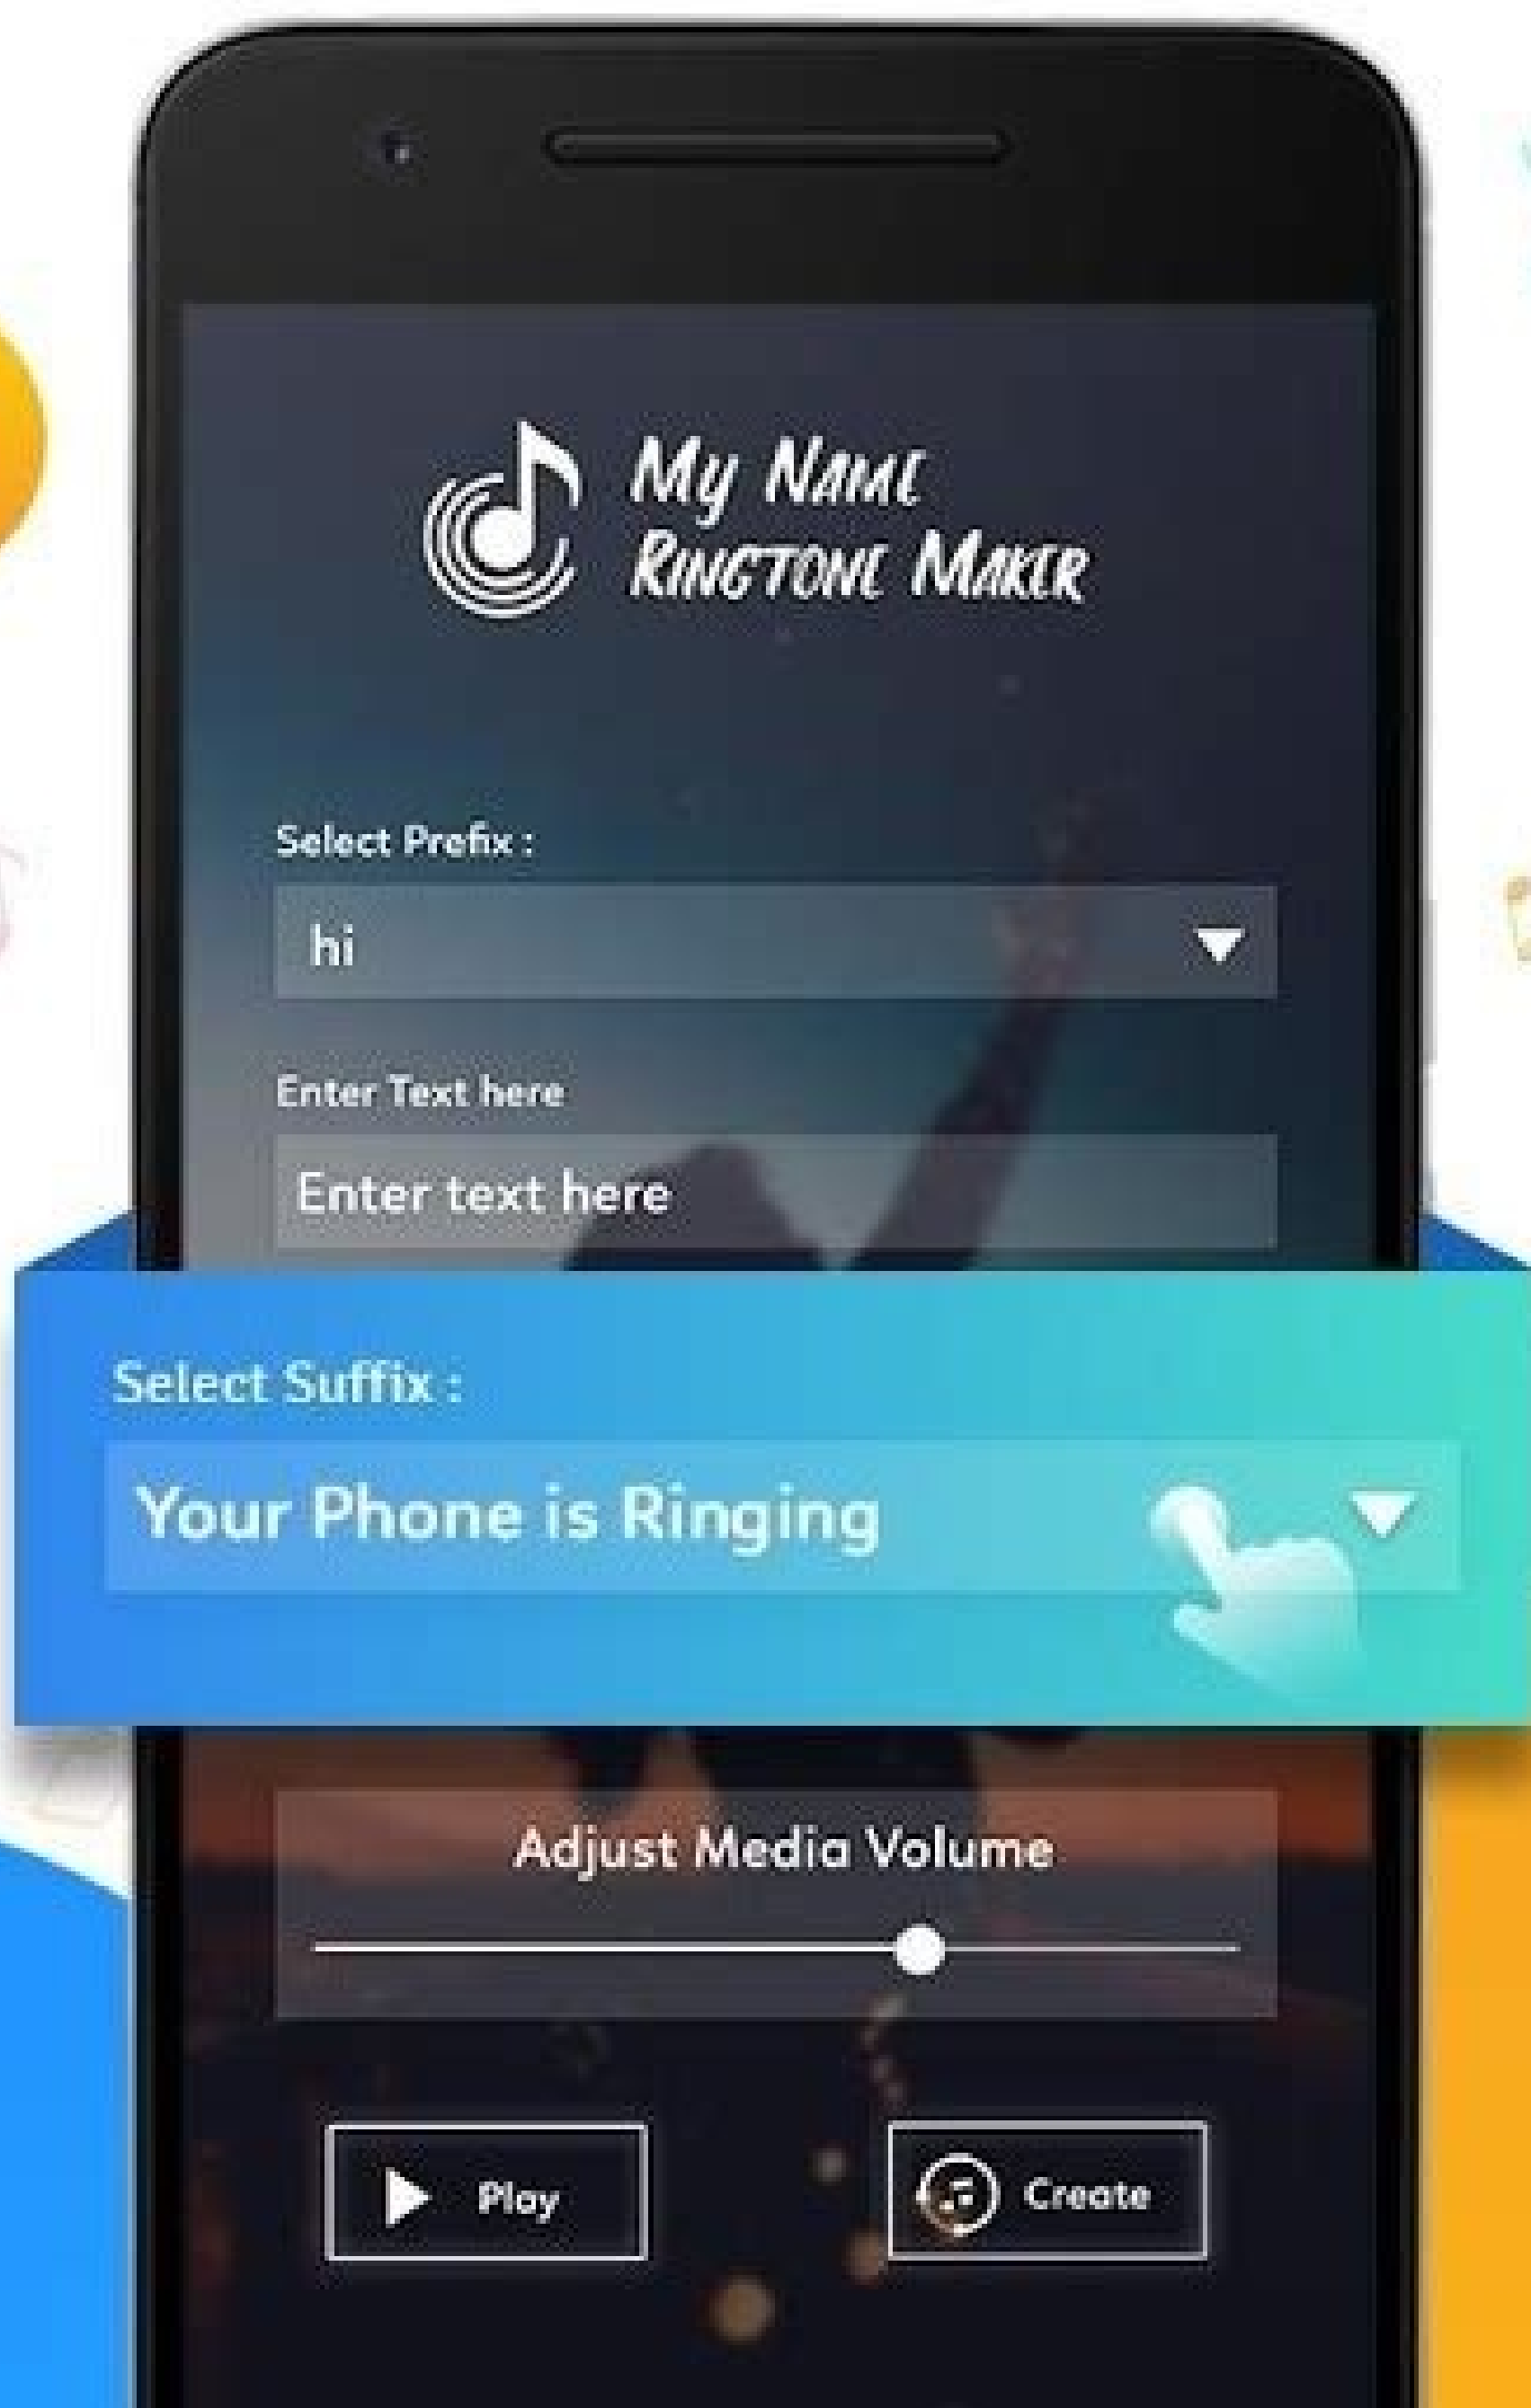 My Name
Ringtone Maker
Select Prefix :
hi
Enter Text here
Enter text here
Select Suffix :
Your Phone is Ringing
Adjust Media Volume
Play
Create